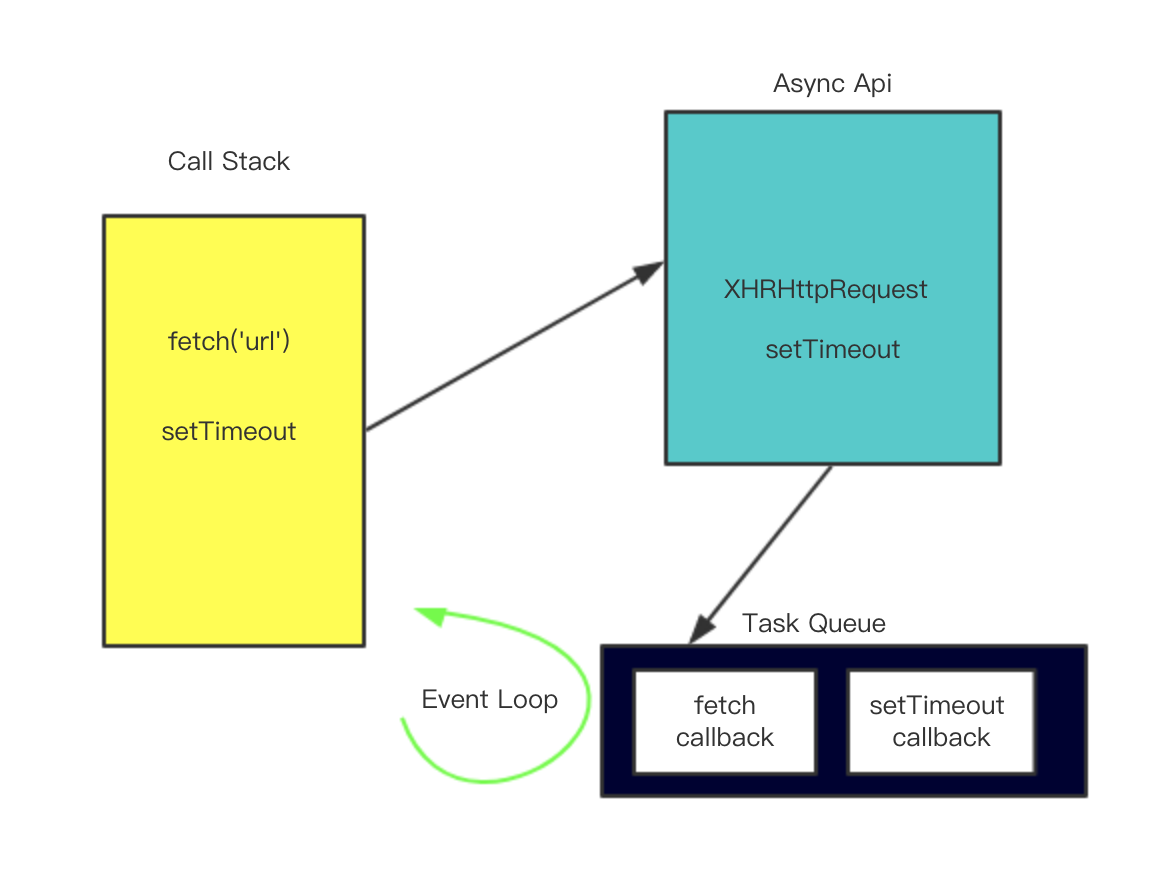 Async Api
Call Stack
XHRHttpRequest
fetch('url')
setTimeout
setTimeout
Task Queue
Event Loop
fetch
callback
setTimeout
callback